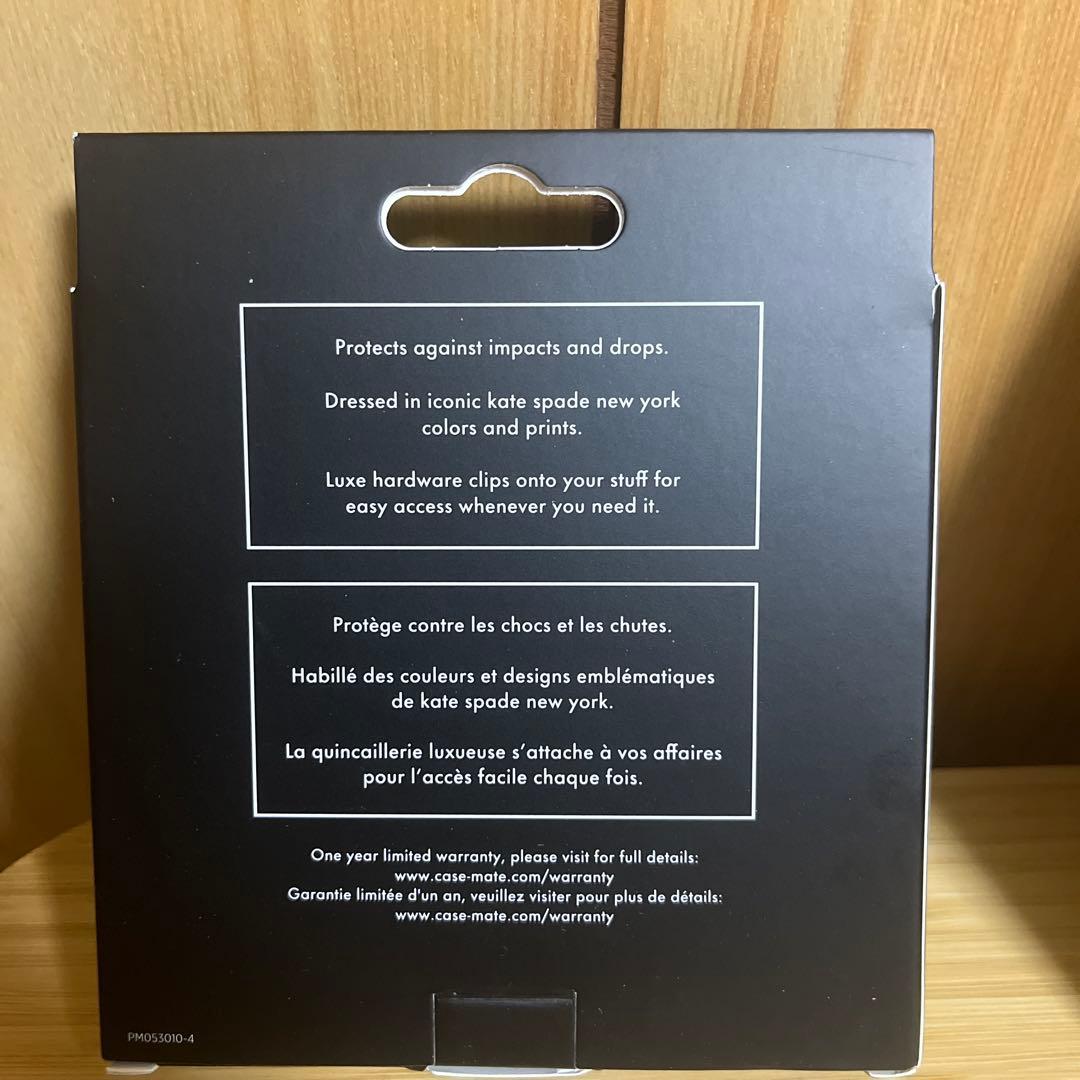 Protects against impacts and drops.
Dressed in iconic kate spade new york
colors and prints.
Luxe hardware clips onto your stuff for
easy access whenever you need it.
Protège contre les chocs et les chutes.
Habillé des couleurs et designs emblématiques
de kate spade new york.
La quincaillerie luxueuse s’attache à vos affaires
pour l’accès facile chaque fois.
One year limited warranty, please visit for full details:
www.case-mate.com/warranty
Garantie limitée d'un an, veuillez visiter pour plus de détails:
www.case-mate.com/warranty
PM053010-4